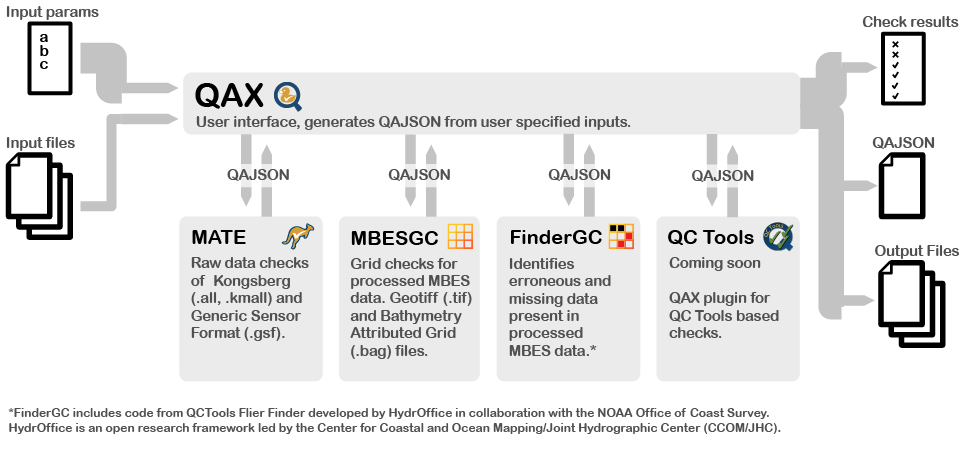 Input params
a
b
c
Input files
QAX
User interface, generates QAJSON from user specified inputs.
Check results
QAJSON
Output Files
QAJSON
QAJSON
QAJSON
QAJSON
MATE
Raw data checks
of Kongsberg
(.all, .kmall) and
Generic Sensor
Format (.gsf).
MBESGC
Grid checks for
processed MBES
data. Geotiff (.tif)
and Bathymetry
Attributed Grid
(.bag) files.
FinderGC
Identifies
erroneous and
missing data
present in
processed
MBES data.*
QC Tools
QC TOOLS
Coming soon
QAX plugin for
QC Tools based
checks.
*FinderGC includes code from QCTools Flier Finder developed by HydrOffice in collaboration with the NOAA Office of Coast Survey.
HydrOffice is an open research framework led by the Center for Coastal and Ocean Mapping/Joint Hydrographic Center (CCOM/JHC).